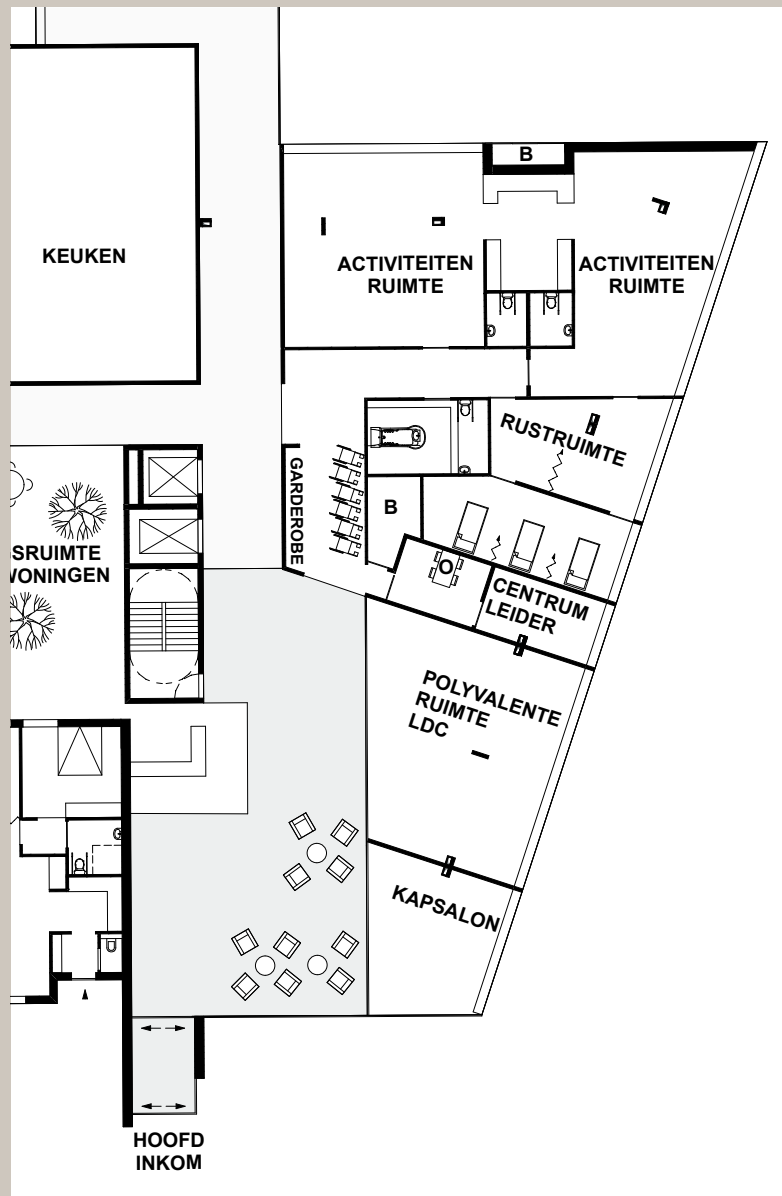 B
KEUKEN
ACTIVITEITEN
RUIMTE
ACTIVITEITEN
RUIMTE
RUSTRUIMTE
GARDEROBE
B
SRUIMTE
WONINGEN
O
CENTRUM
LEIDER
POLYVALENTE
RUIMTE
LDC
KAPSALON
HOOFD
INKOM